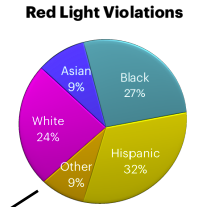 Red Light Violations
Asian
9%
Black
27%
White
24%
Hispanic
32%
Other
9%